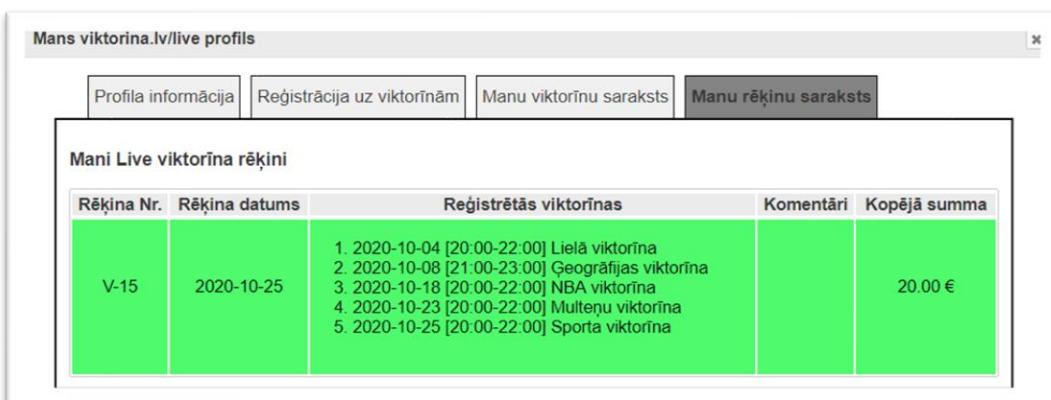 Mans viktorina.lv/live profils
Profila informācija Reģistrācija uz viktorīnām Manu viktorīnu saraksts Manu rēķinu saraksts
Mani Live viktorīna rēķini
Rēķina Nr. Rēķina datums Reģistrētās viktorīnas Komentāri Kopējā summa
1. 2020-10-04 [20:00-22:00] Lielā viktorīna
2. 2020-10-08 [21:00-23:00] Ģeogrāfijas viktorīna
V-15 2020-10-25 3. 2020-10-18 [20:00-22:00] NBA viktorīna 20.00 €
4. 2020-10-23 [20:00-22:00] Multeņu viktorīna
5. 2020-10-25 [20:00-22:00] Sporta viktorīna